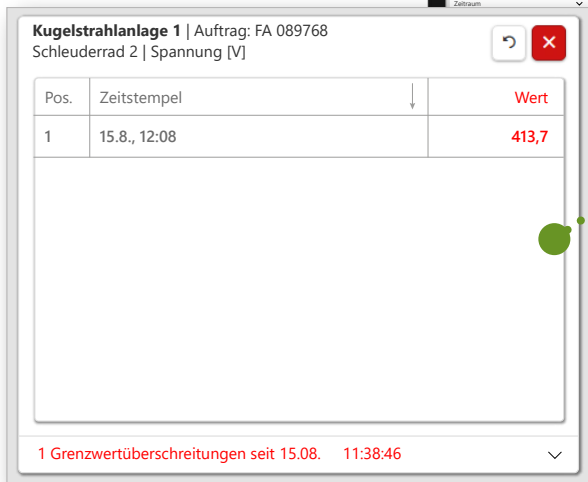 Zeitraum
Kugelstrahlanlage 1 | Auftrag: FA 089768
Schleuderrad 2 | Spannung [V]
Pos. Zeitstempel Wert
1 15.8., 12:08 413,7
1 Grenzwertüberschreitungen seit 15.08. 11:38:46